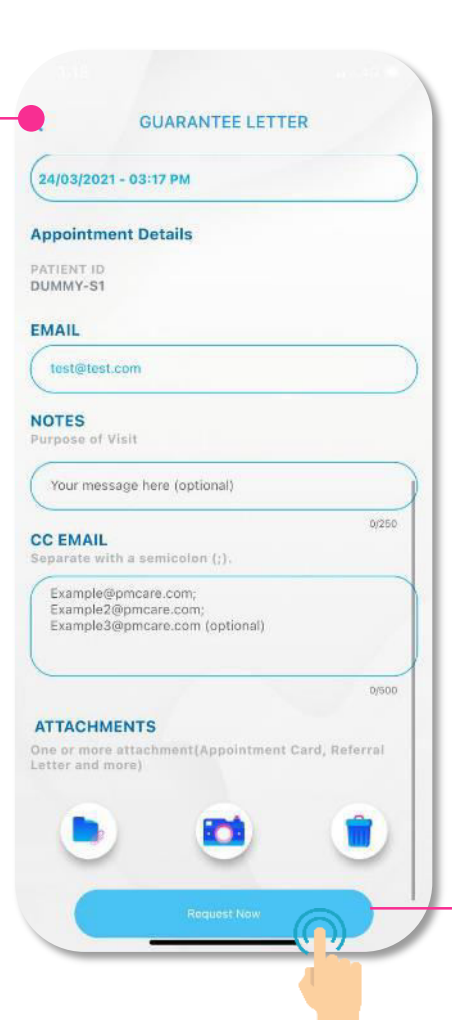 GUARANTEE LETTER
24/03/2021 - 03:17 PM
Appointment Details
PATIENT ID
DUMMY-S1
EMAIL
test@test.com
NOTES
Purpose of Visit
Your message here (optional)
0/250
CC EMAIL
Separate with a semicolon (;).
Example@pmcare.com;
Example2@pmcare.com;
Example3@pmcare.com (optional)
0/500
ATTACHMENTS
One or more attachment(Appointment Card, Referral
Letter and more)
Request Now